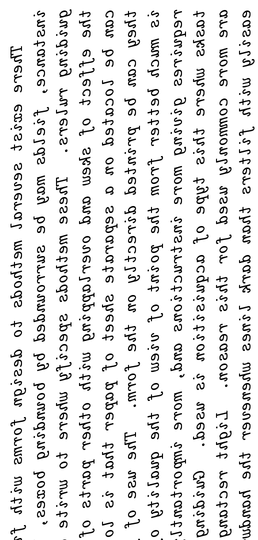 There exist several methods to design forms with f
instance, fields may be surrounded by bounding boxes,
guiding rulers. These methods specify where to write
the effect of skew and overlapping with other parts o
can be located on a separate sheet of paper that is l
they can be printed directly on the form. The use of
is much better from the point of view of the quality o
requires giving more instructions and, more importantl
tasks where this type of acquisition is used. Guiding
are more commonly used for this reason. Light rectang
easily with filters than dark lines whenever the handw